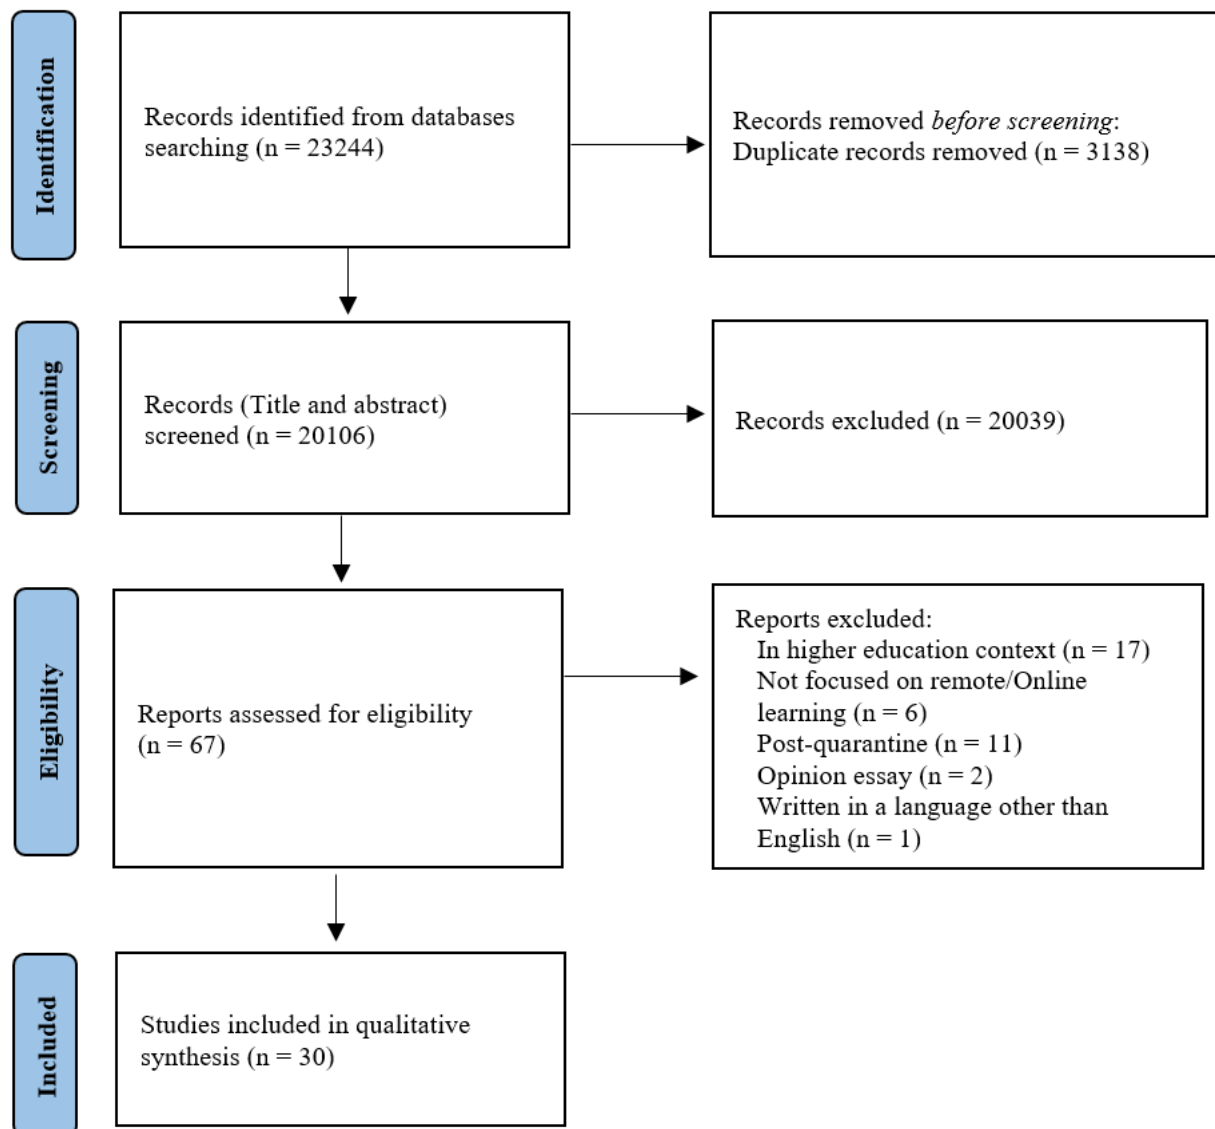 Identification
Records identified from databases
searching (n = 23244)
Records removed before screening:
Duplicate records removed (n = 3138)
Screening
Records (Title and abstract)
screened (n = 20106)
Records excluded (n = 20039)
Eligibility
Reports assessed for eligibility
(n = 67)
Reports excluded:
In higher education context (n = 17)
Not focused on remote/Online
learning (n = 6)
Post-quarantine (n = 11)
Opinion essay (n = 2)
Written in a language other than
English (n = 1)
Included
Studies included in qualitative
synthesis (n = 30)